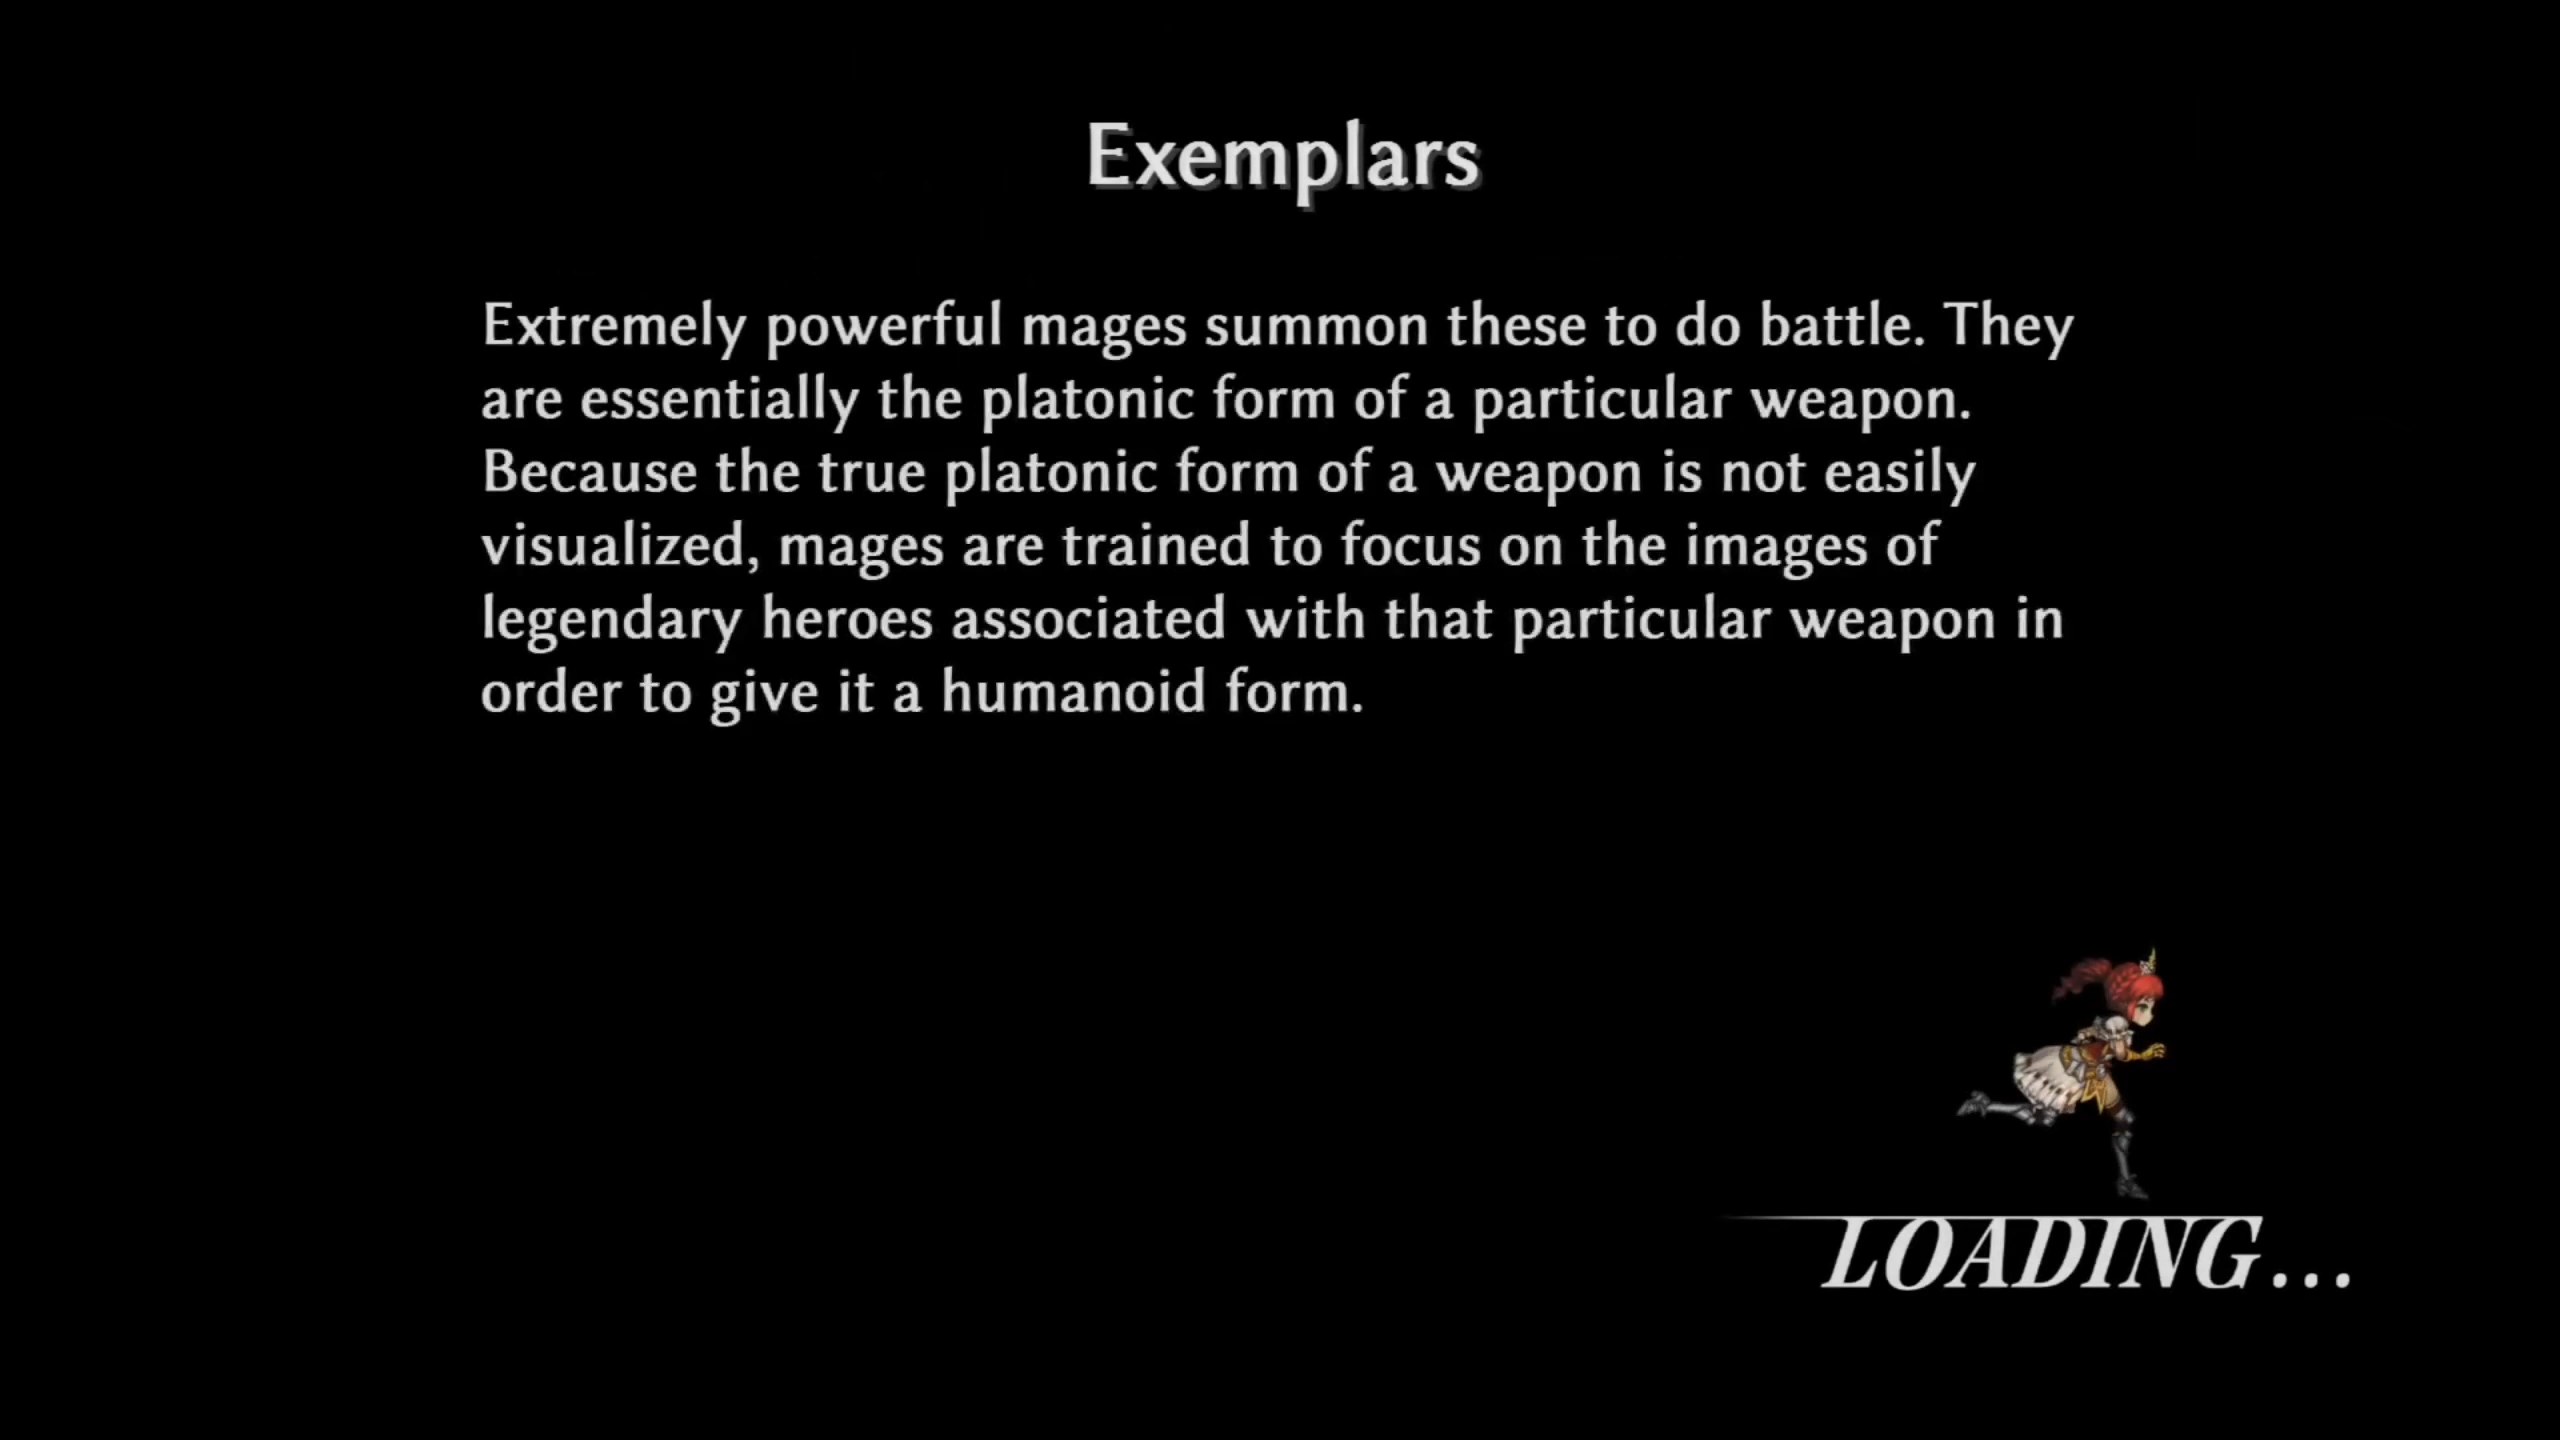 Exemplars
Extremely powerful mages summon these to do battle. They
are essentially the platonic form of a particular weapon.
Because the true platonic form of a weapon is not easily
visualized, mages are trained to focus on the images of
legendary heroes associated with that particular weapon in
order to give it a humanoid form.
LOADING...